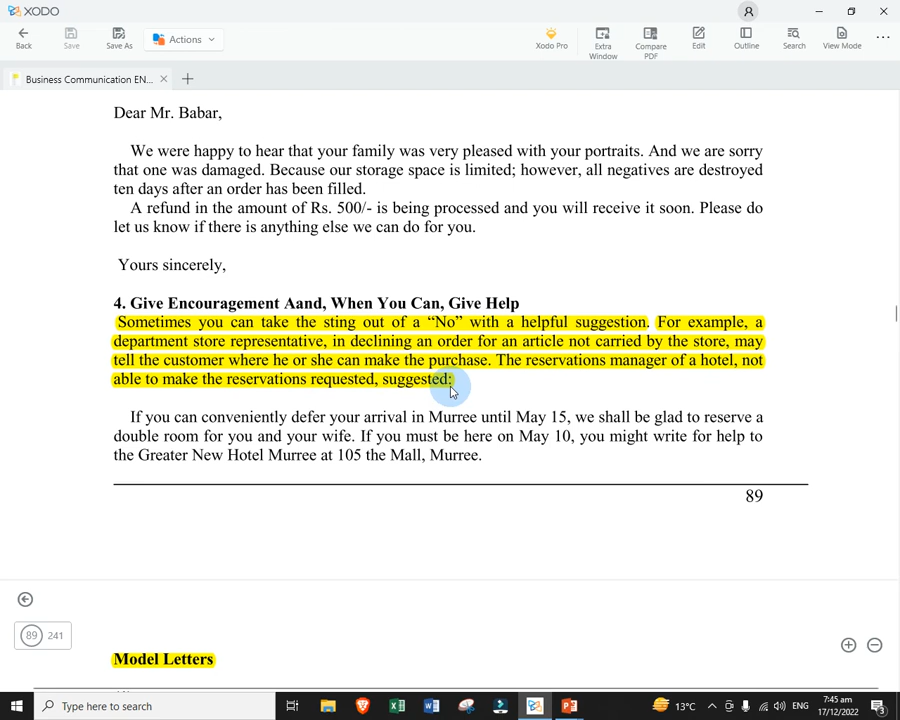 XODO
Back
Save
Save As
Actions
Xodo Pro
Extra Window
Compare PDF
Edit
Outline
Search
View Mode
Business Communication EN...
Dear Mr. Babar,
We were happy to hear that your family was very pleased with your portraits. And we are sorry
that one was damaged. Because our storage space is limited; however, all negatives are destroyed
ten days after an order has been filled.
A refund in the amount of Rs. 500/- is being processed and you will receive it soon. Please do
let us know if there is anything else we can do for you.
Yours sincerely,
4. Give Encouragement Aand, When You Can, Give Help
Sometimes you can take the sting out of a “No” with a helpful suggestion. For example, a
department store representative, in declining an order for an article not carried by the store, may
tell the customer where he or she can make the purchase. The reservations manager of a hotel, not
able to make the reservations requested, suggested:
If you can conveniently defer your arrival in Murree until May 15, we shall be glad to reserve a
double room for you and your wife. If you must be here on May 10, you might write for help to
the Greater New Hotel Murree at 105 the Mall, Murree.
89
89 241
Model Letters
Type here to search
13°C
ENG
7:45 am
17/12/2022
3